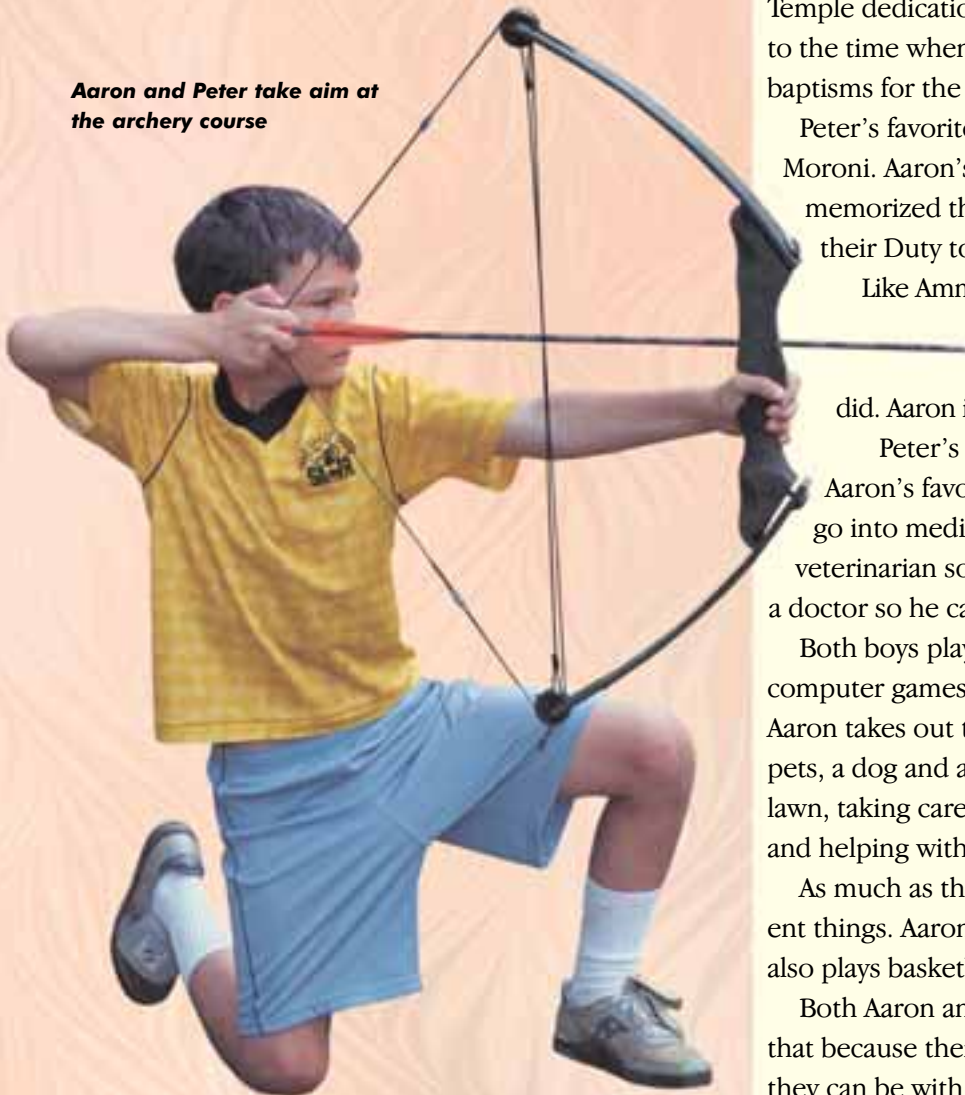 Aaron and Peter take aim at
the archery course
Temple dedicatio
to the time wher
baptisms for the
Peter's favorite
Moroni. Aaron's
memorized th
their Duty to
Like Amn
did. Aaron i
Peter's
Aaron's favo
go into medi
veterinarian so
a doctor so he ca
Both boys play
computer games
Aaron takes out t
pets, a dog and a
lawn, taking care
and helping with
As much as th
ent things. Aaron
also plays basketl
Both Aaron an
that because thei
they can be with